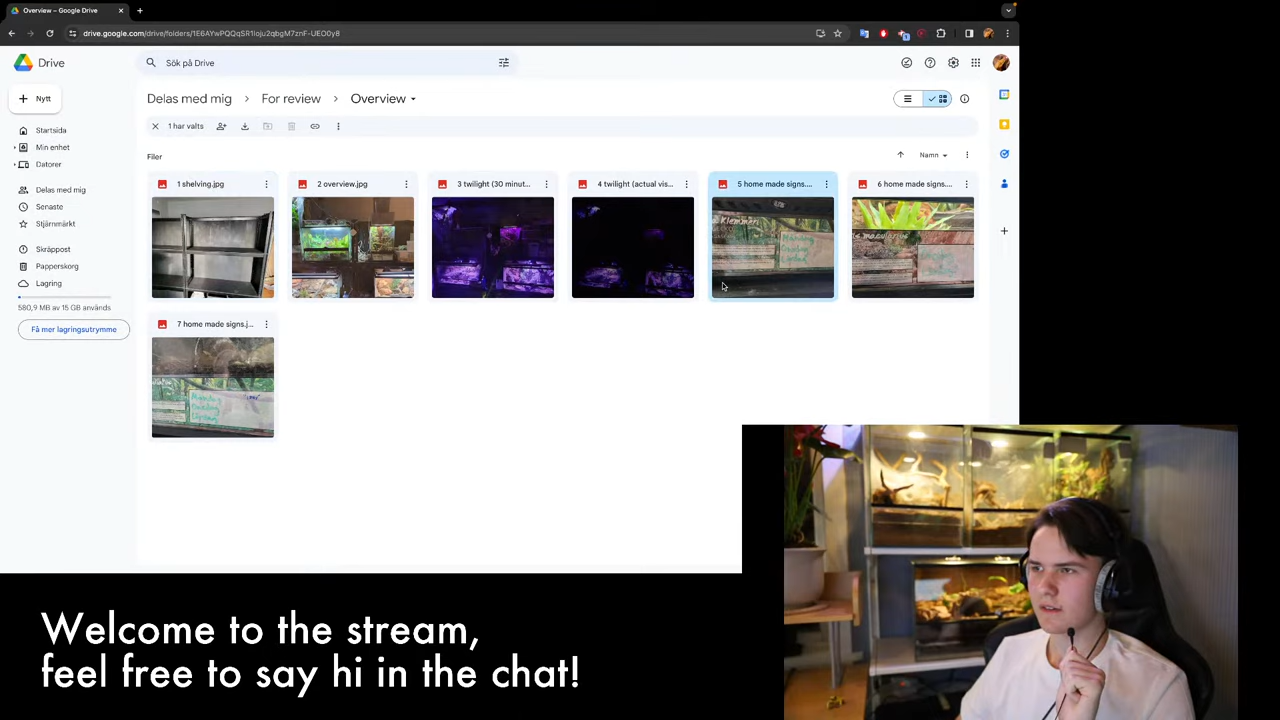 Overview – Google Drive
drive.google.com/drive/folders/1E6AYwPQQqSR1ioju2qbgM7znF-UEO0y8
Drive
Sök på Drive
Nytt
Delas med mig
For review
Overview
1 har valts
Startsida
Min enhet
Datorer
Delas med mig
Senaste
Stjärnmärkt
Skräppost
Papperskorg
Lagring
580,9 MB av 15 GB används
Få mer lagringsutrymme
Filer
Namn
1 shelving.jpg
2 overview.jpg
3 twilight (30 minut...
4 twilight (actual vis...
5 home made signs....
6 home made signs....
7 home made signs.j...
Welcome to the stream,
feel free to say hi in the chat!